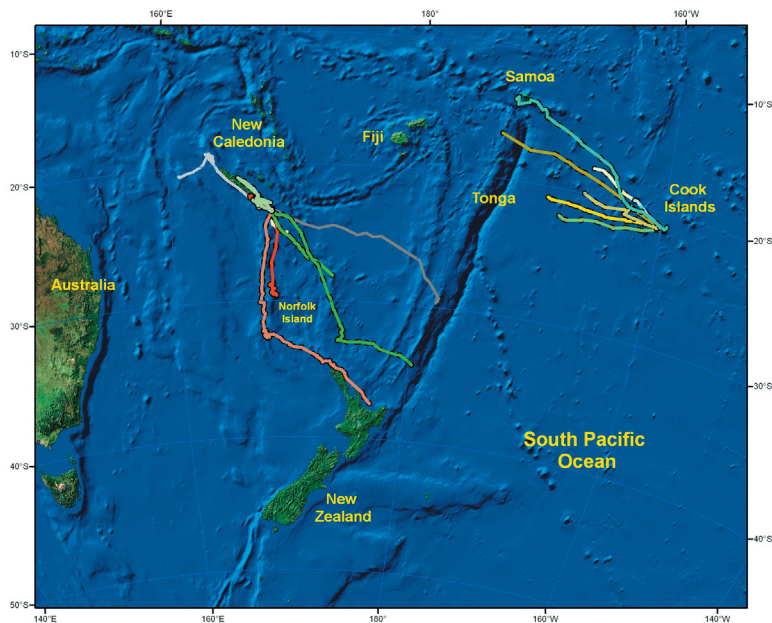 160°E
180°
160°W
10°S
Samoa
10°S
New
Caledonia
Fiji
20°S
Tonga
Cook
Islands
20°S
Australia
Norfolk
Island
30°S
30°S
South Pacific
Ocean
40°S
New
Zealand
40°S
50°S
140°E
160°E
180°
160°W
140°W